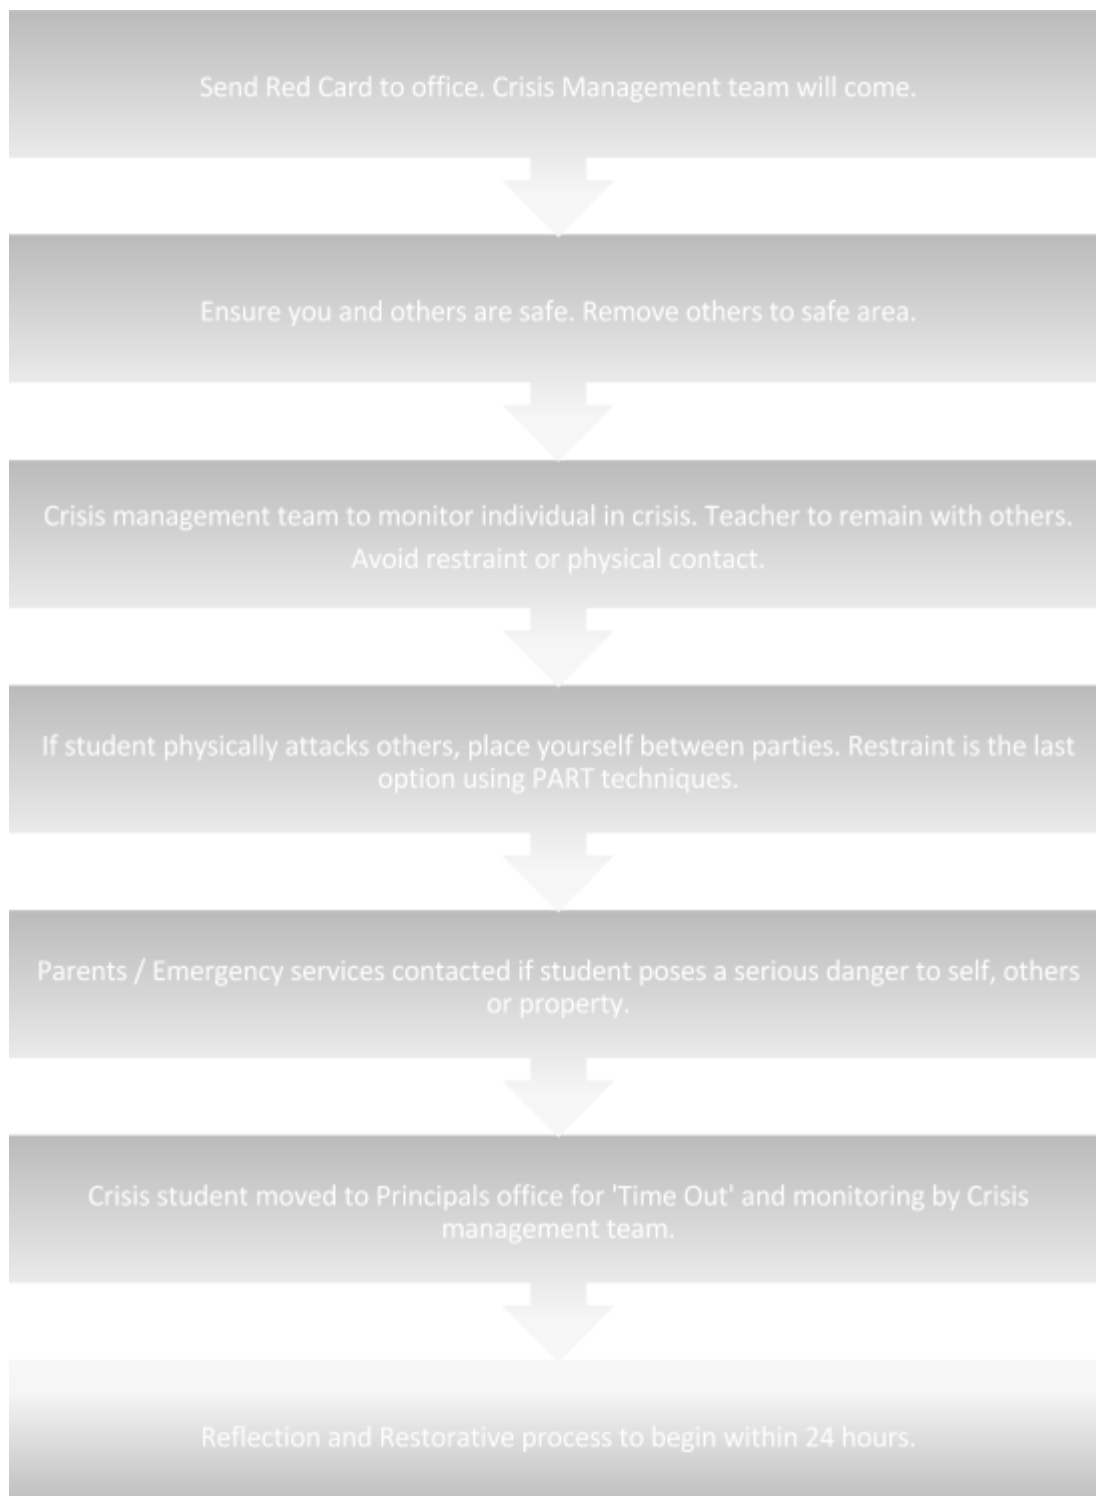 Send Red Card to office. Crisis Management team will come.
Ensure you and others are safe. Remove others to safe area.
Crisis management team to monitor individual in crisis. Teacher to remain with others.
Avoid restraint or physical contact.
If student physically attacks others, place yourself between parties. Restraint is the last
option using PART techniques.
Parents / Emergency services contacted if student poses a serious danger to self, others
or property.
Crisis student moved to Principals office for 'Time Out' and monitoring by Crisis
management team.
Reflection and Restorative process to begin within 24 hours.